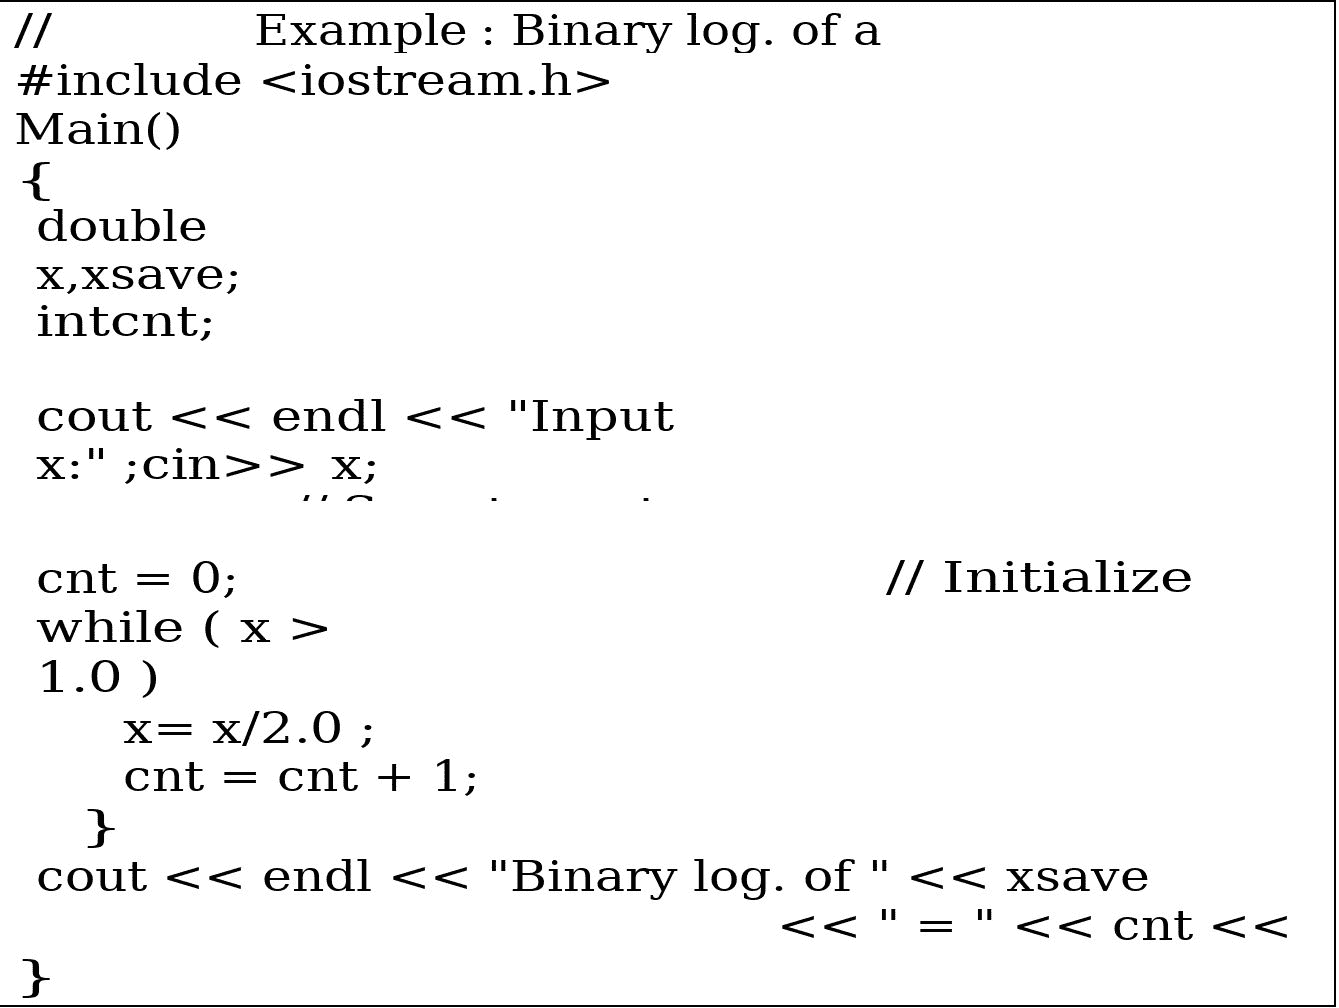 // Example : Binary log. of a
#include <iostream.h>
Main()
{
double
x,xsave;
intcnt;
cout << endl << "Input
x:" ;cin>> x;
//
cnt = 0; // Initialize
while ( x >
1.0 )
x= x/2.0 ;
cnt = cnt + 1;
}
cout << endl << "Binary log. of " << xsave
<< " = " << cnt <<
}